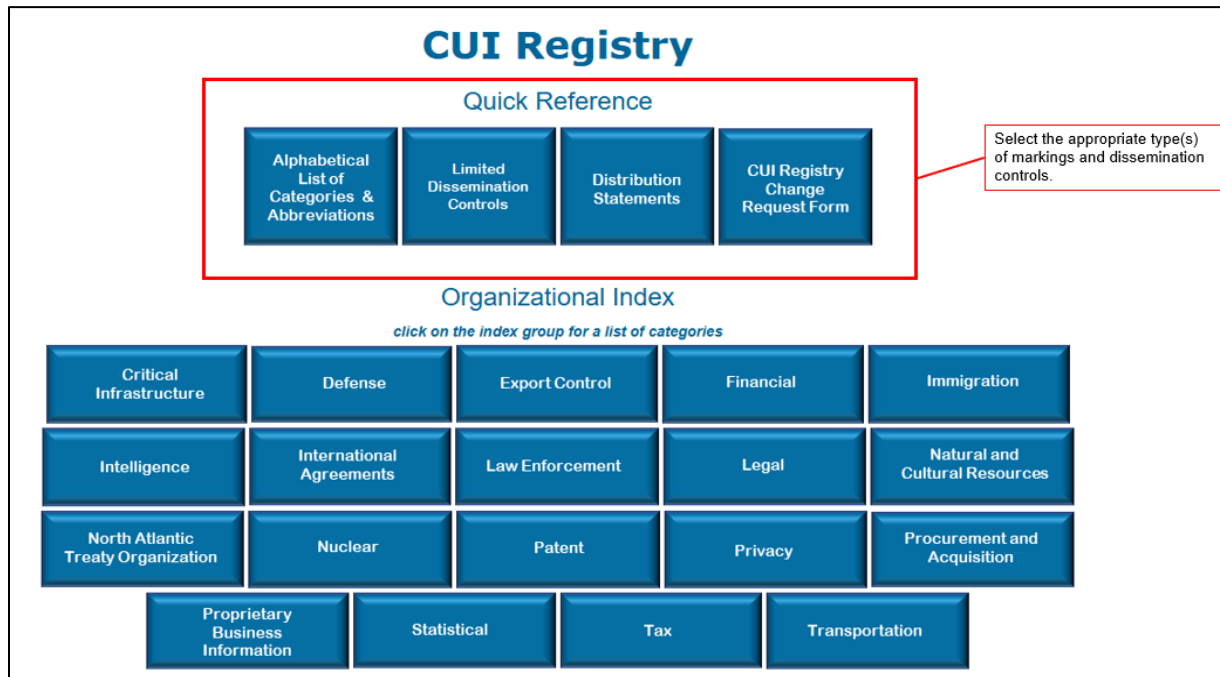 CUI Registry
Quick Reference
Alphabetical
List of
Categories &
Abbreviations
Limited
Dissemination
Controls
Distribution
Statements
CUI Registry
Change
Request Form
Select the appropriate type(s)
of markings and dissemination
controls.
Organizational Index
click on the index group for a list of categories
Critical
Infrastructure
Defense
Export Control
Financial
Immigration
Intelligence
International
Agreements
Law Enforcement
Legal
Natural and
Cultural Resources
North Atlantic
Treaty Organization
Nuclear
Patent
Privacy
Procurement and
Acquisition
Proprietary
Business
Information
Statistical
Tax
Transportation